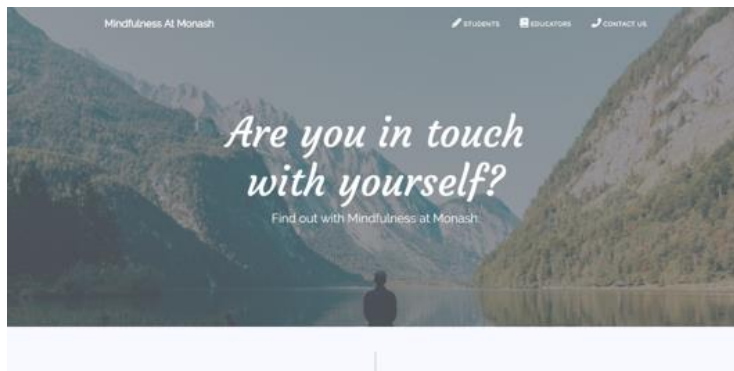 Mindfulness At Monash
STUDENTS EDUCATORS CONTACT US
Are you in touch
with yourself?
Find out with Mindfulness at Monash.